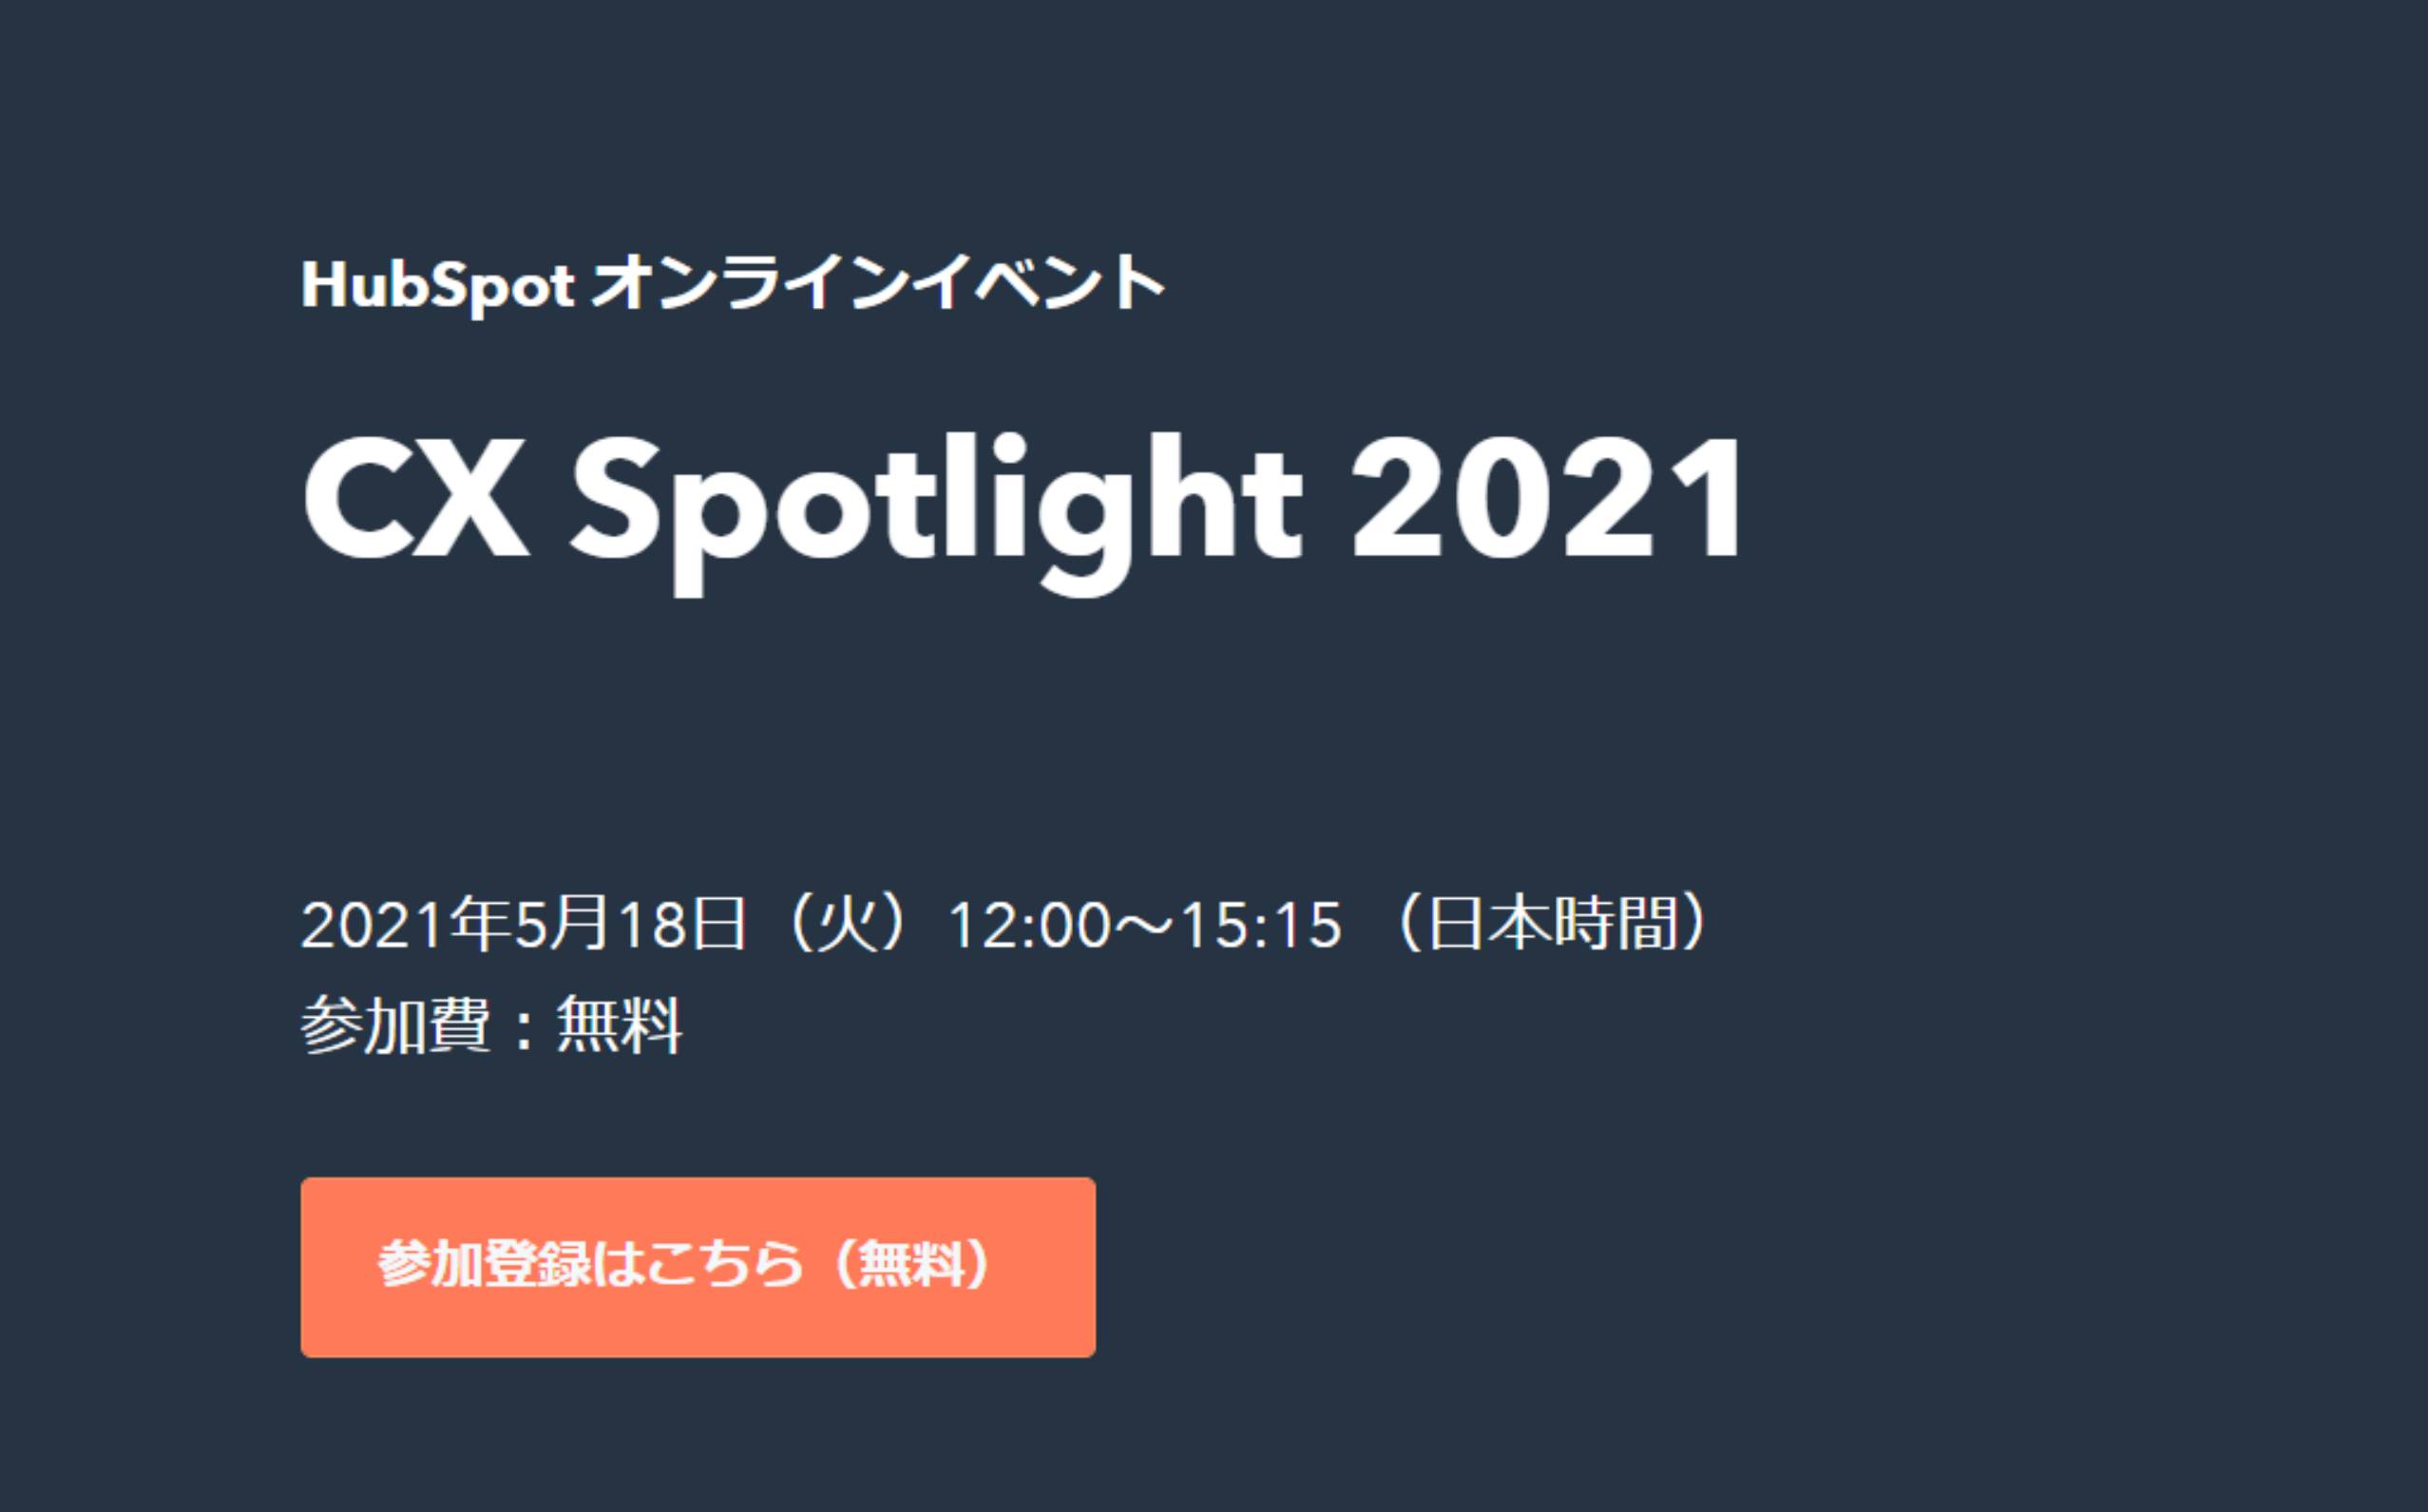 HubSpot オンラインイベント
CX Spotlight 2021
2021年5月18日（火）12:00～15:15 （日本時間）
参加費：無料
参加登録はこちら（無料）